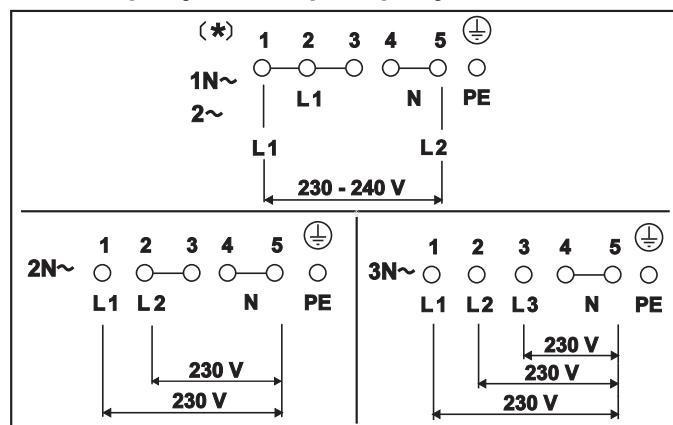 (*) 1 2 3 4 5
1N~ L1 N PE
2~
L1 L2
230 - 240 V
1 2 3 4 5
2N~
L1 L2 N PE
230 V
230 V
1 2 3 4 5
3N~
L1 L2 L3 N PE
230 V
230 V
230 V